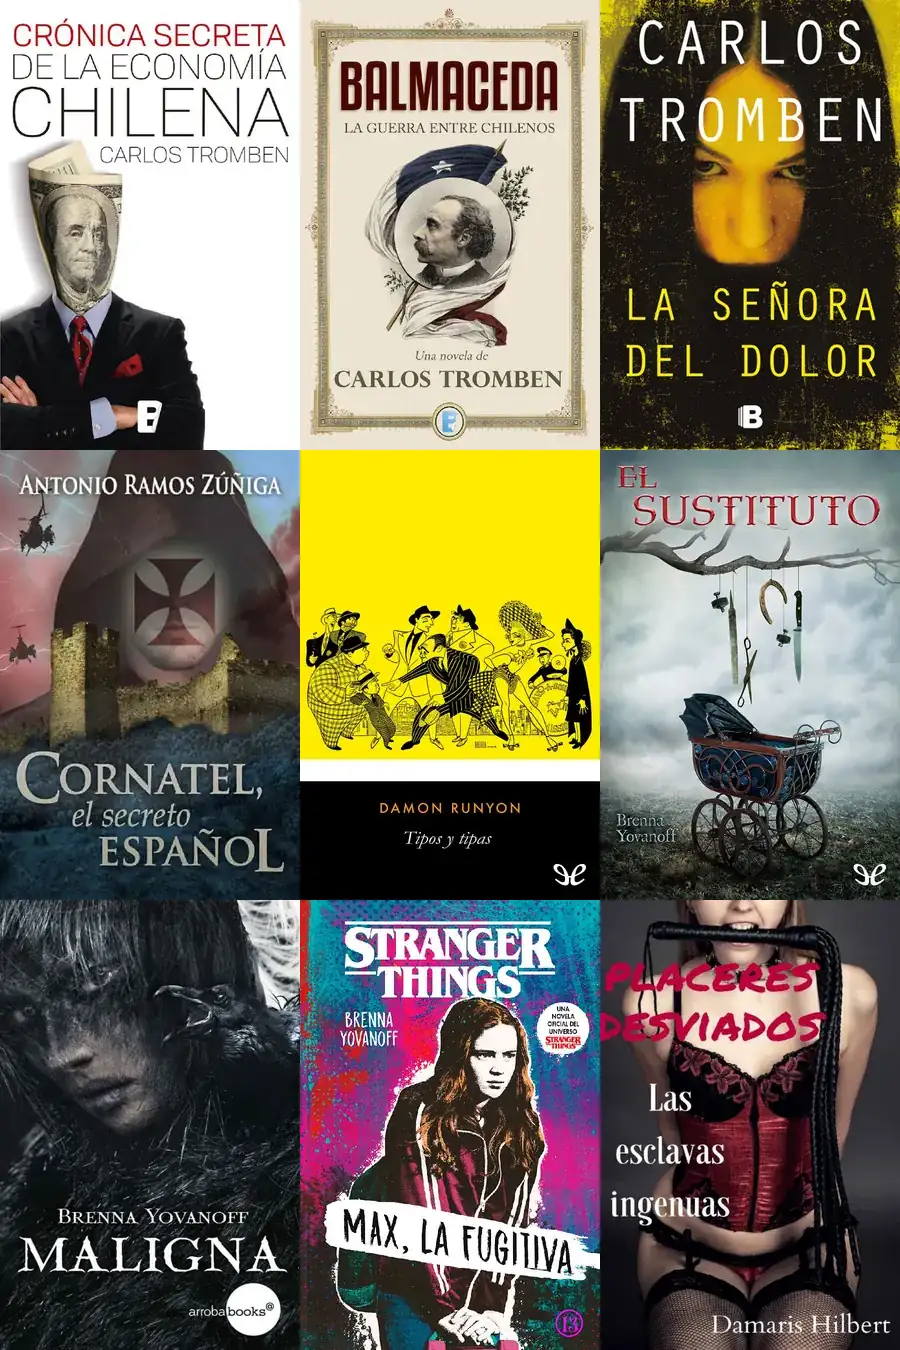 CRÓNICA SECRETA
DE LA ECONOMÍA
CHILENA
CARLOS TROMBEN
BALMACEDA
LA GUERRA ENTRE CHILENOS
Una novela de
CARLOS TROMBEN
B
CARLOS
TROMBEN
LA SEÑORA
DEL DOLOR
B
ANTONIO RAMOS ZÚÑIGA
CORNATEL,
el secreto
ESPAÑOL
DAMON RUNYON
Tipos y tipas
EL
SUSTITUTO
Brenna
Yovanoff
BRENNA YOVANOFF
MALIGNA
arrobabooks@
STRANGER
THINGS
BRENNA
YOVANOFF
UNA
NOVELA
OFICIAL DEL
UNIVERSO
STRANGER
THINGS
MAX, LA FUGITIVA
13
PLACERES
DESVIADOS
Las
esclavas
ingenuas
Damaris Hilbert